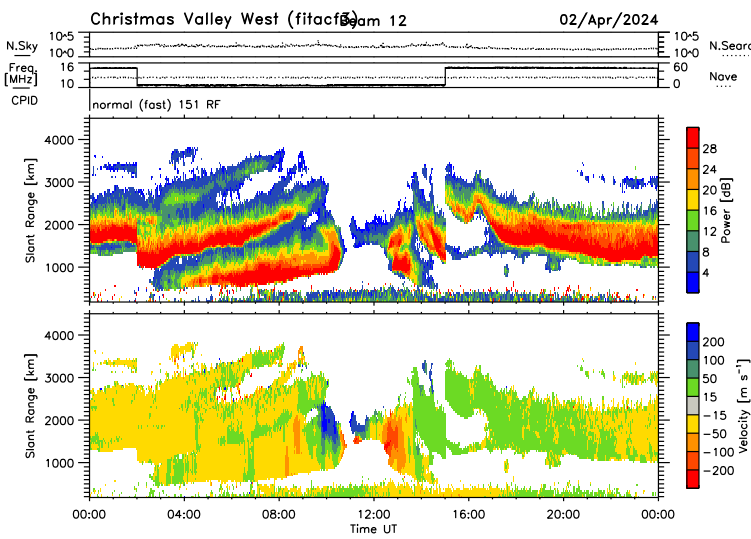 Christmas Valley West (fitacf3)
Beam 12
02/Apr/2024
N.Sky
10^5
10^0
10^5
10^0
N.Searc
Freq
[MHz]
16
10
60
0
Nave
CPID
normal (fast) 151 RF
Slant Range [km]
4000
3000
2000
1000
28
24
20
16
12
8
4
Power [dB]
Slant Range [km]
4000
3000
2000
1000
200
100
50
15
-15
-50
-100
-200
Velocity [m s⁻¹]
00:00 04:00 08:00 12:00 16:00 20:00 00:00
Time UT